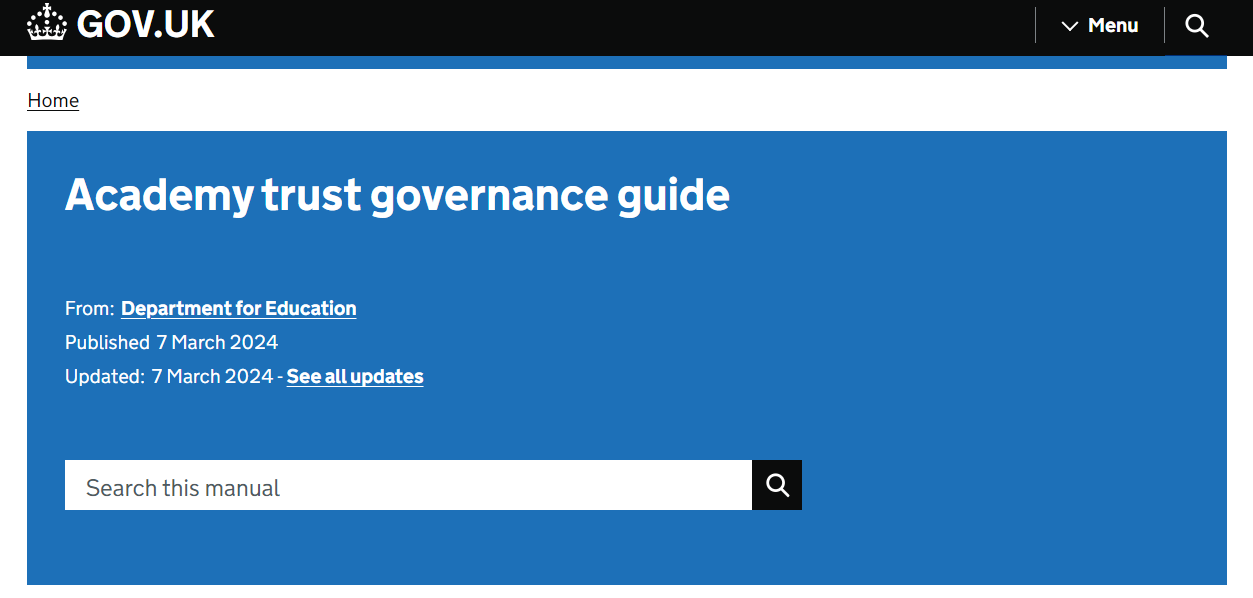 GOV.UK
Menu
Home
Academy trust governance guide
From: Department for Education
Published 7 March 2024
Updated: 7 March 2024 - See all updates
Search this manual